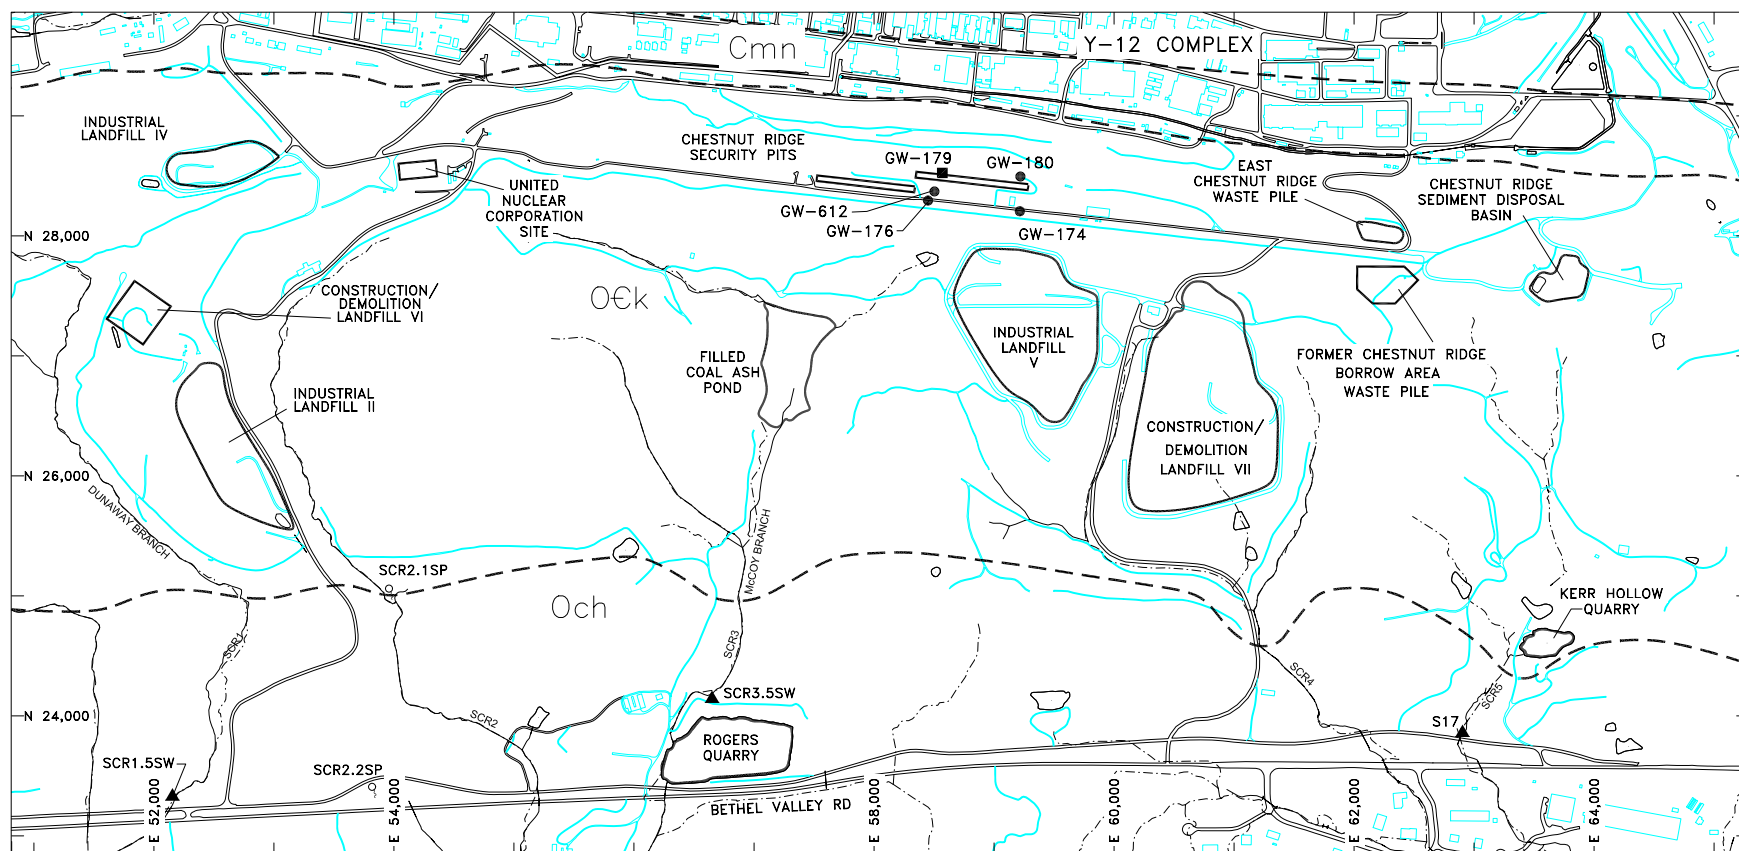 Cmn
Y-12 COMPLEX
INDUSTRIAL
LANDFILL IV
CHESTNUT RIDGE
SECURITY PITS
GW-179
GW-180
EAST
CHESTNUT RIDGE
WASTE PILE
CHESTNUT RIDGE
SEDIMENT DISPOSAL
BASIN
UNITED
NUCLEAR
CORPORATION
SITE
GW-612
GW-176
GW-174
N 28,000
CONSTRUCTION/
DEMOLITION
LANDFILL VI
O€k
INDUSTRIAL
LANDFILL
V
FILLED
COAL ASH
POND
FORMER CHESTNUT RIDGE
BORROW AREA
WASTE PILE
INDUSTRIAL
LANDFILL II
CONSTRUCTION/
DEMOLITION
LANDFILL VII
N 26,000
DUNAWAY BRANCH
McCOY BRANCH
SCR2.1SP
Och
KERR HOLLOW
QUARRY
SCR1
SCR3
SCR4
SCR5
SCR3.5SW
N 24,000
SCR2
S17
ROGERS
QUARRY
SCR1.5SW
SCR2.2SP
BETHEL VALLEY RD
E 52,000
E 54,000
E 58,000
E 60,000
E 62,000
E 64,000